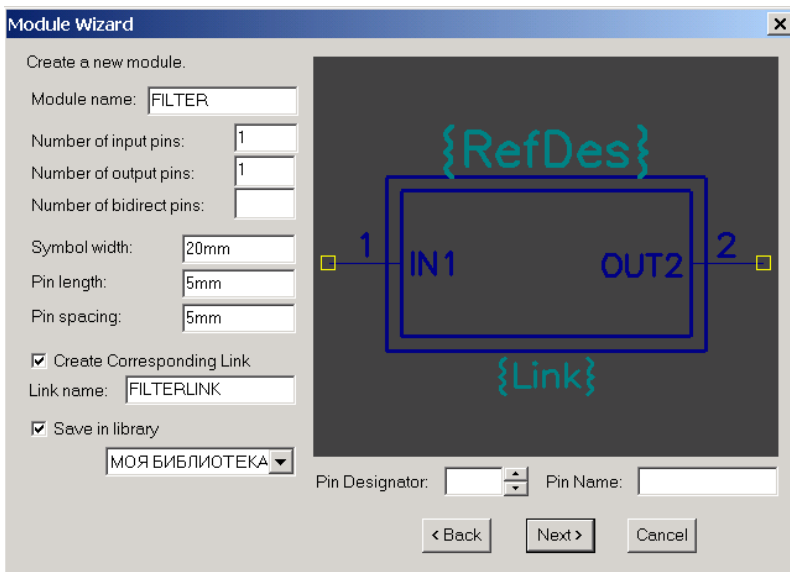 Module Wizard
Create a new module.
Module name: FILTER
Number of input pins: 1
Number of output pins: 1
Number of bidirect pins:
Symbol width: 20mm
Pin length: 5mm
Pin spacing: 5mm
Create Corresponding Link
Link name: FILTERLINK
Save in library
МОЯ БИБЛИОТЕКА
{RefDes}
1 IN1 OUT2 2
{Link}
Pin Designator: Pin Name:
< Back Next > Cancel